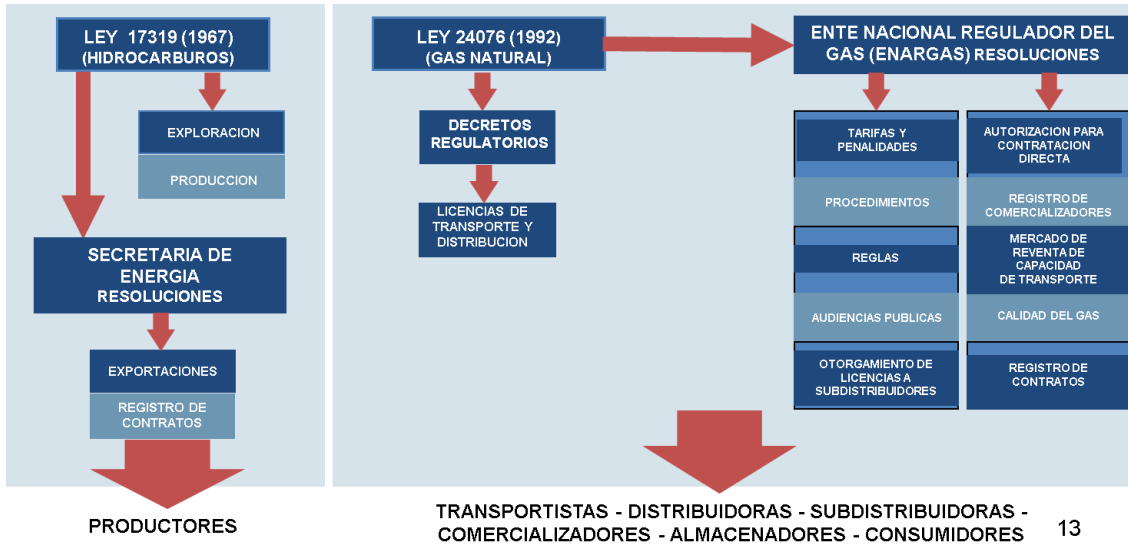 LEY 17319 (1967)
(HIDROCARBUROS)
EXPLORACION
PRODUCCION
SECRETARIA DE
ENERGIA
RESOLUCIONES
EXPORTACIONES
REGISTRO DE
CONTRATOS
PRODUCTORES
LEY 24076 (1992)
(GAS NATURAL)
DECRETOS
REGULATORIOS
LICENCIAS DE
TRANSPORTE Y
DISTRIBUCION
ENTE NACIONAL REGULADOR DEL
GAS (ENARGAS) RESOLUCIONES
TARIFAS Y
PENALIDADES
PROCEDIMIENTOS
REGLAS
AUDIENCIAS PUBLICAS
OTORGAMIENTO DE
LICENCIAS A
SUBDISTRIBUIDORES
AUTORIZACION PARA
CONTRATACION
DIRECTA
REGISTRO DE
COMERCIALIZADORES
MERCADO DE
REVENTA DE
CAPACIDAD
DE TRANSPORTE
CALIDAD DEL GAS
REGISTRO DE
CONTRATOS
TRANSPORTISTAS - DISTRIBUIDORAS - SUBDISTRIBUIDORAS -
COMERCIALIZADORES - ALMACENADORES - CONSUMIDORES
13